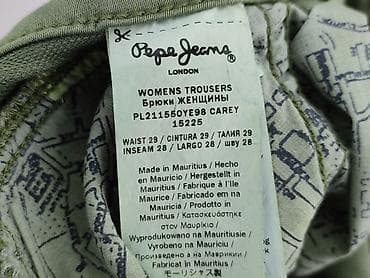 Pepe Jeans
LONDON
WOMENS TROUSERS
Брюки ЖЕНЩИНЫ
PL211550YE98 CAREY
15225
WAIST 29 / CINTURA 29 / ТАЛИЯ 29
INSEAM 28 / LARGO 28 / шву 28
Made in Mauritius / Hecho
en Mauricio / Hergestellt in
Mauritius / Fabriqué à l'Ile
Maurice / Fabricado en na
Mauricia / Prodotto in
Mauritius / Κατασκευάστηκε
στον Μαυρίκιο /
Wyprodukowano na Mauritiusie /
Vyrobeno na Mauriciu /
Произведено на Маврикии /
Fabricat în Mauritius /
モーリシャス製